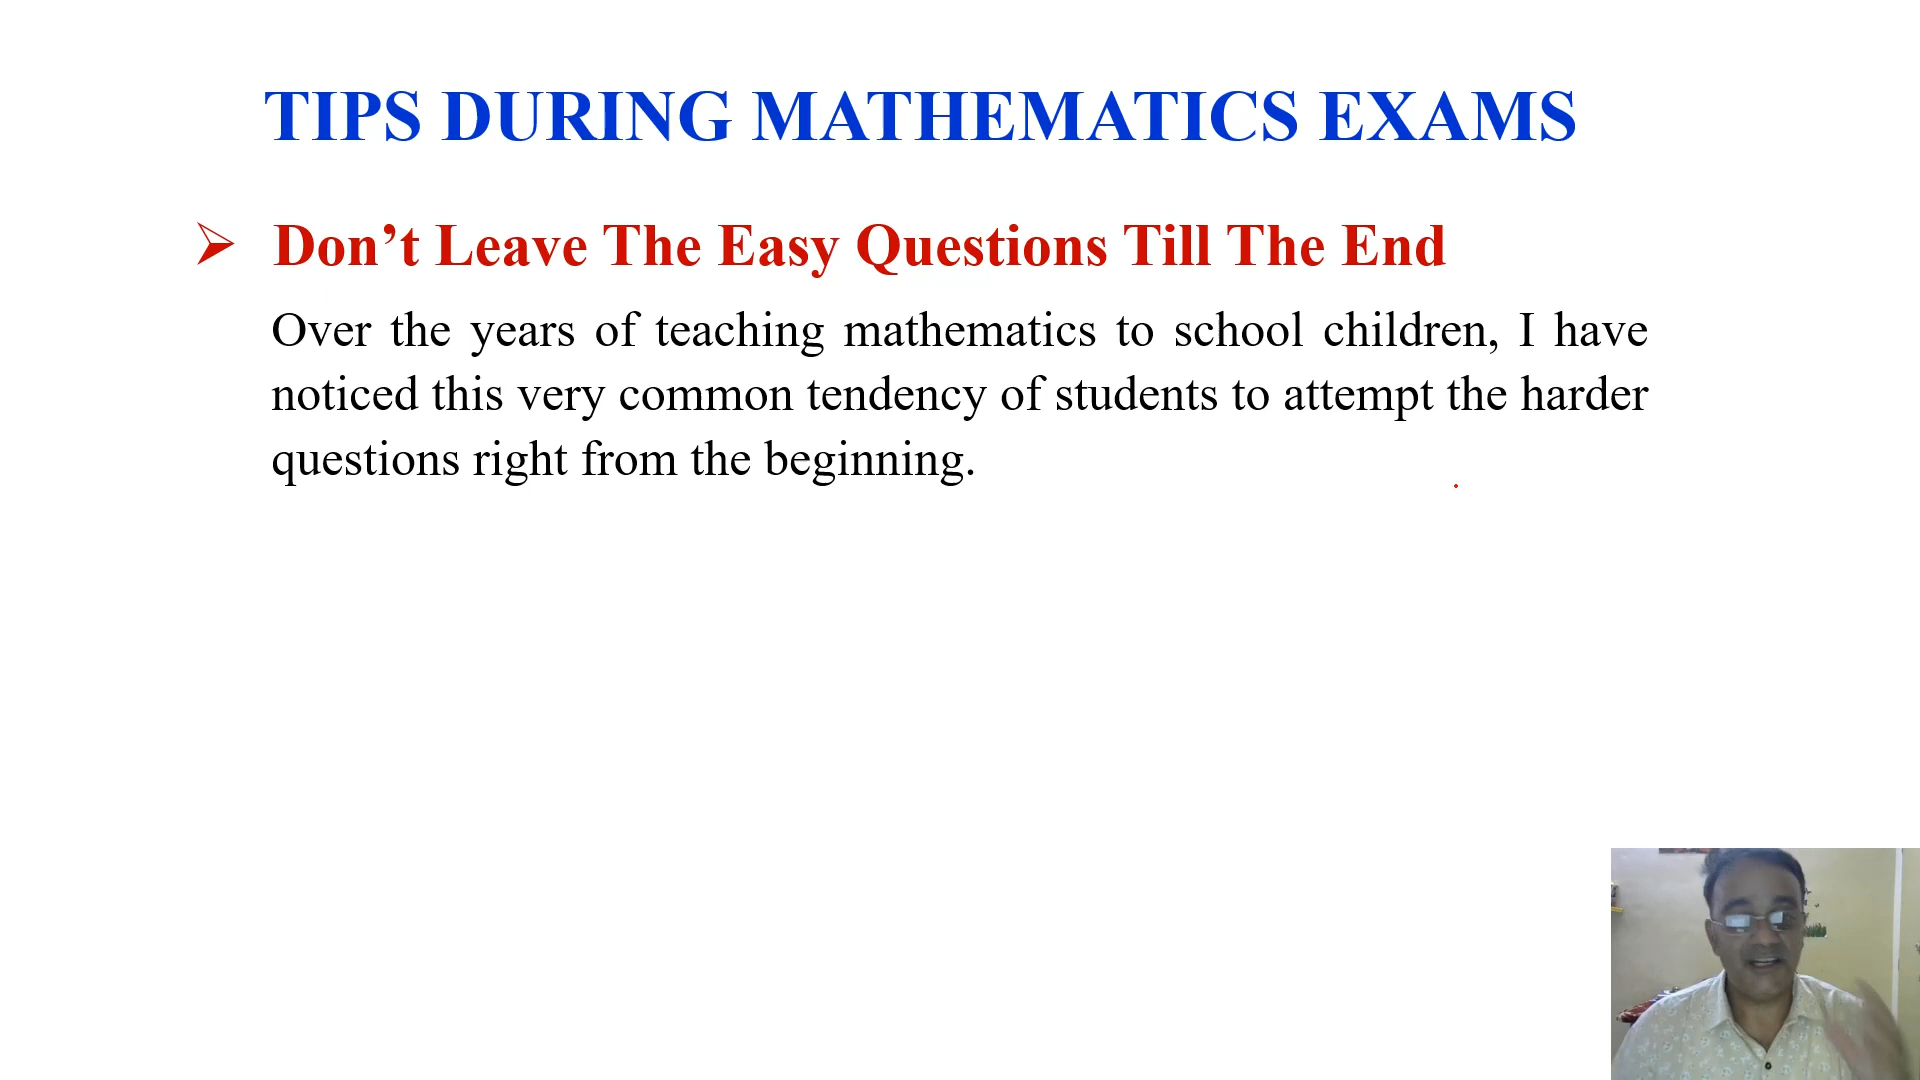 TIPS DURING MATHEMATICS EXAMS
Don’t Leave The Easy Questions Till The End
Over the years of teaching mathematics to school children, I have
noticed this very common tendency of students to attempt the harder
questions right from the beginning.